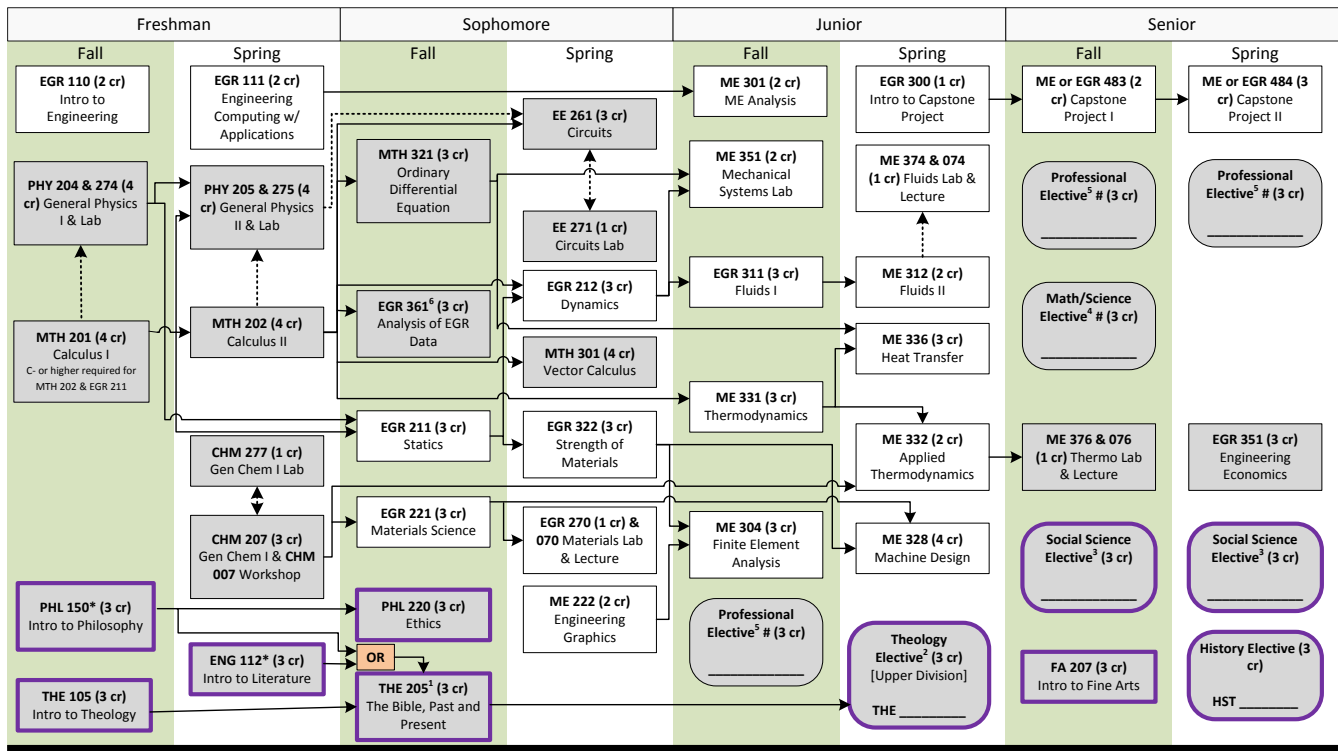 Freshman
Sophomore
Junior
Senior
Fall
Spring
Fall
Spring
Fall
Spring
Fall
Spring
EGR 110 (2 cr)
Intro to
Engineering
PHY 204 & 274 (4
cr) General Physics
I & Lab
MTH 201 (4 cr)
Calculus I
C- or higher required for
MTH 202 & EGR 211
PHL 150* (3 cr)
Intro to Philosophy
THE 105 (3 cr)
Intro to Theology
EGR 111 (2 cr)
Engineering
Computing w/
Applications
PHY 205 & 275 (4
cr) General Physics
II & Lab
MTH 202 (4 cr)
Calculus II
CHM 277 (1 cr)
Gen Chem I Lab
CHM 207 (3 cr)
Gen Chem I & CHM
007 Workshop
ENG 112* (3 cr)
Intro to Literature
MTH 321 (3 cr)
Ordinary
Differential
Equation
EGR 361⁶ (3 cr)
Analysis of EGR
Data
EGR 211 (3 cr)
Statics
EGR 221 (3 cr)
Materials Science
PHL 220 (3 cr)
Ethics
OR
THE 205¹ (3 cr)
The Bible, Past and
Present
EE 261 (3 cr)
Circuits
EE 271 (1 cr)
Circuits Lab
EGR 212 (3 cr)
Dynamics
MTH 301 (4 cr)
Vector Calculus
EGR 322 (3 cr)
Strength of
Materials
EGR 270 (1 cr) &
070 Materials Lab
& Lecture
ME 222 (2 cr)
Engineering
Graphics
ME 301 (2 cr)
ME Analysis
ME 351 (2 cr)
Mechanical
Systems Lab
EGR 311 (3 cr)
Fluids I
ME 331 (3 cr)
Thermodynamics
ME 304 (3 cr)
Finite Element
Analysis
Professional
Elective⁵ # (3 cr)
_____________
EGR 300 (1 cr)
Intro to Capstone
Project
ME 374 & 074
(1 cr) Fluids Lab &
Lecture
ME 312 (2 cr)
Fluids II
ME 336 (3 cr)
Heat Transfer
ME 332 (2 cr)
Applied
Thermodynamics
ME 328 (4 cr)
Machine Design
Theology
Elective² (3 cr)
[Upper Division]
THE _________
ME or EGR 483 (2
cr) Capstone
Project I
Professional
Elective⁵ # (3 cr)
_____________
Math/Science
Elective⁴ # (3 cr)
_____________
ME 376 & 076
(1 cr) Thermo Lab
& Lecture
Social Science
Elective³ (3 cr)
_____________
FA 207 (3 cr)
Intro to Fine Arts
ME or EGR 484 (3
cr) Capstone
Project II
Professional
Elective⁵ # (3 cr)
_____________
EGR 351 (3 cr)
Engineering
Economics
Social Science
Elective³ (3 cr)
_____________
History Elective (3
cr)
HST ________